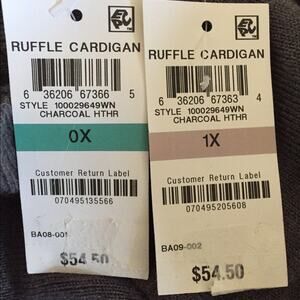 RUFFLE CARDIGAN
6 36206 67366 5
STYLE 100029649WN
CHARCOAL HTHR
0X
Customer Return Label
070495135566
BA08-001
$54.50
RUFFLE CARDIGAN
6 36206 67363 4
STYLE 100029649WN
CHARCOAL HTHR
1X
Customer Return Label
070495205608
BA09-002
$54.50